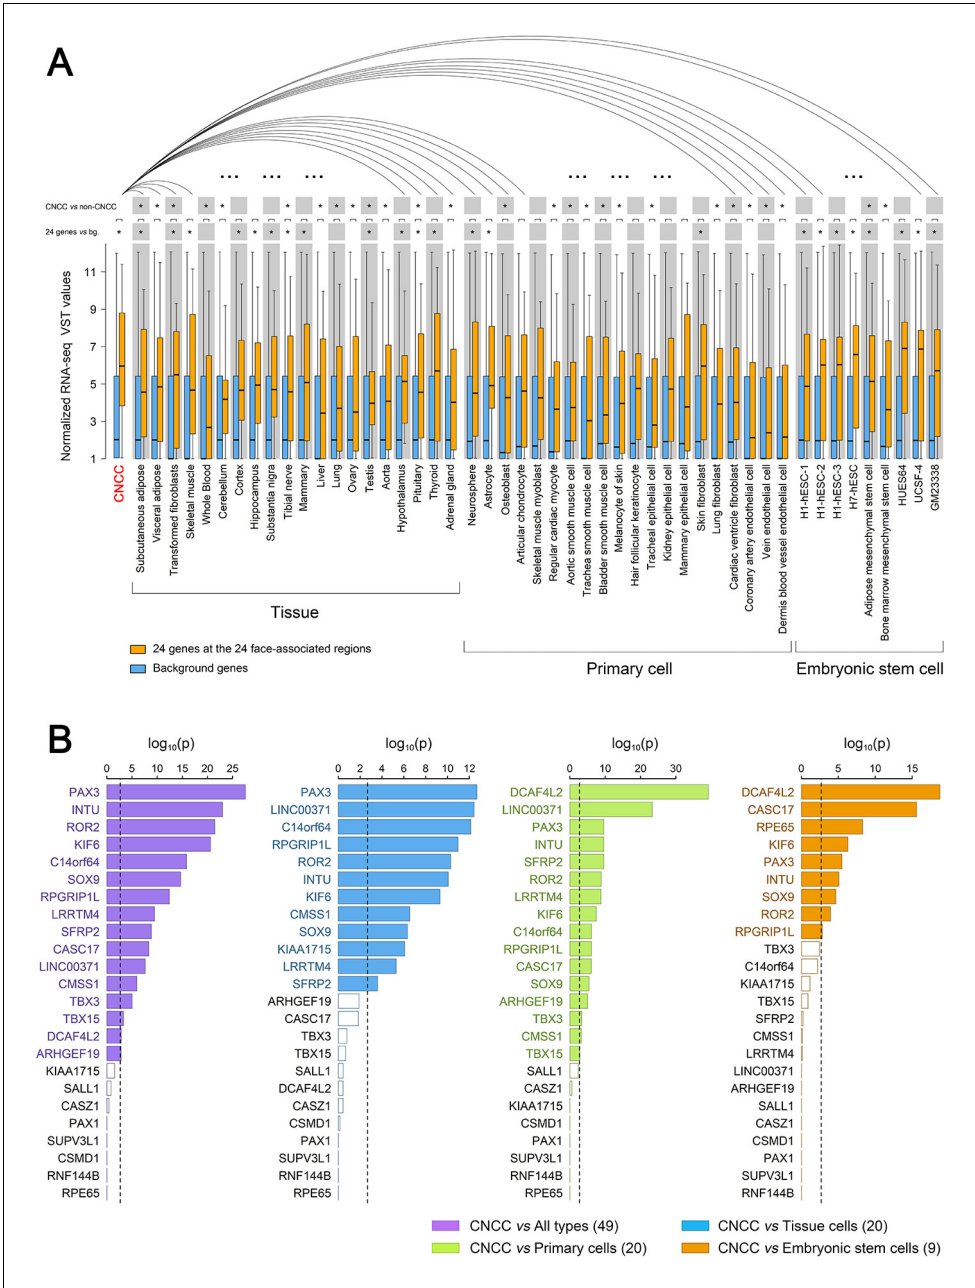 A
... ... ... ... ... ... ...
CNCC vs non-CNCC
24 genes vs bg.
Normalized RNA-seq VST values
11
9
7
5
3
1
CNCC
Subcutaneous adipose
Visceral adipose
Transformed fibroblasts
Skeletal muscle
Whole Blood
Cerebellum
Cortex
Hippocampus
Substantia nigra
Tibial nerve
Mammary
Liver
Lung
Ovary
Testis
Aorta
Hypothalamus
Pituitary
Thyroid
Adrenal gland
Neurosphere
Astrocyte
Osteoblast
Articular chondrocyte
Skeletal muscle myoblast
Regular cardiac myocyte
Aortic smooth muscle cell
Trachea smooth muscle cell
Bladder smooth muscle cell
Melanocyte of skin
Hair follicular keratinocyte
Tracheal epithelial cell
Kidney epithelial cell
Mammary epithelial cell
Skin fibroblast
Lung fibroblast
Cardiac ventricle fibroblast
Coronary artery endothelial cell
Vein endothelial cell
Dermis blood vessel endothelial cell
H1-hESC-1
H1-hESC-2
H1-hESC-3
H7-hESC
Adipose mesenchymal stem cell
Bone marrow mesenchymal stem cell
HUES64
UCSF-4
GM23338
Tissue
Primary cell
Embryonic stem cell
24 genes at the 24 face-associated regions
Background genes
B
log10(p)
0 5 10 15 20 25
PAX3
INTU
ROR2
KIF6
C14orf64
SOX9
RPGRIP1L
LRRTM4
SFRP2
CASC17
LINC00371
CMSS1
TBX3
TBX15
DCAF4L2
ARHGEF19
KIAA1715
SALL1
CASZ1
PAX1
SUPV3L1
CSMD1
RNF144B
RPE65
log10(p)
0 2 4 6 8 10 12
PAX3
LINC00371
C14orf64
RPGRIP1L
ROR2
INTU
KIF6
CMSS1
SOX9
KIAA1715
LRRTM4
SFRP2
ARHGEF19
CASC17
TBX3
TBX15
SALL1
DCAF4L2
CASZ1
CSMD1
PAX1
SUPV3L1
RNF144B
RPE65
log10(p)
0 10 20 30
DCAF4L2
LINC00371
PAX3
INTU
SFRP2
ROR2
LRRTM4
KIF6
C14orf64
RPGRIP1L
CASC17
SOX9
ARHGEF19
TBX3
CMSS1
TBX15
SALL1
CASZ1
KIAA1715
CSMD1
PAX1
SUPV3L1
RNF144B
RPE65
log10(p)
0 5 10 15
DCAF4L2
CASC17
RPE65
KIF6
PAX3
INTU
SOX9
ROR2
RPGRIP1L
TBX3
C14orf64
KIAA1715
TBX15
SFRP2
CMSS1
LRRTM4
LINC00371
ARHGEF19
SALL1
CASZ1
CSMD1
PAX1
SUPV3L1
RNF144B
CNCC vs All types (49)
CNCC vs Tissue cells (20)
CNCC vs Primary cells (20)
CNCC vs Embryonic stem cells (9)